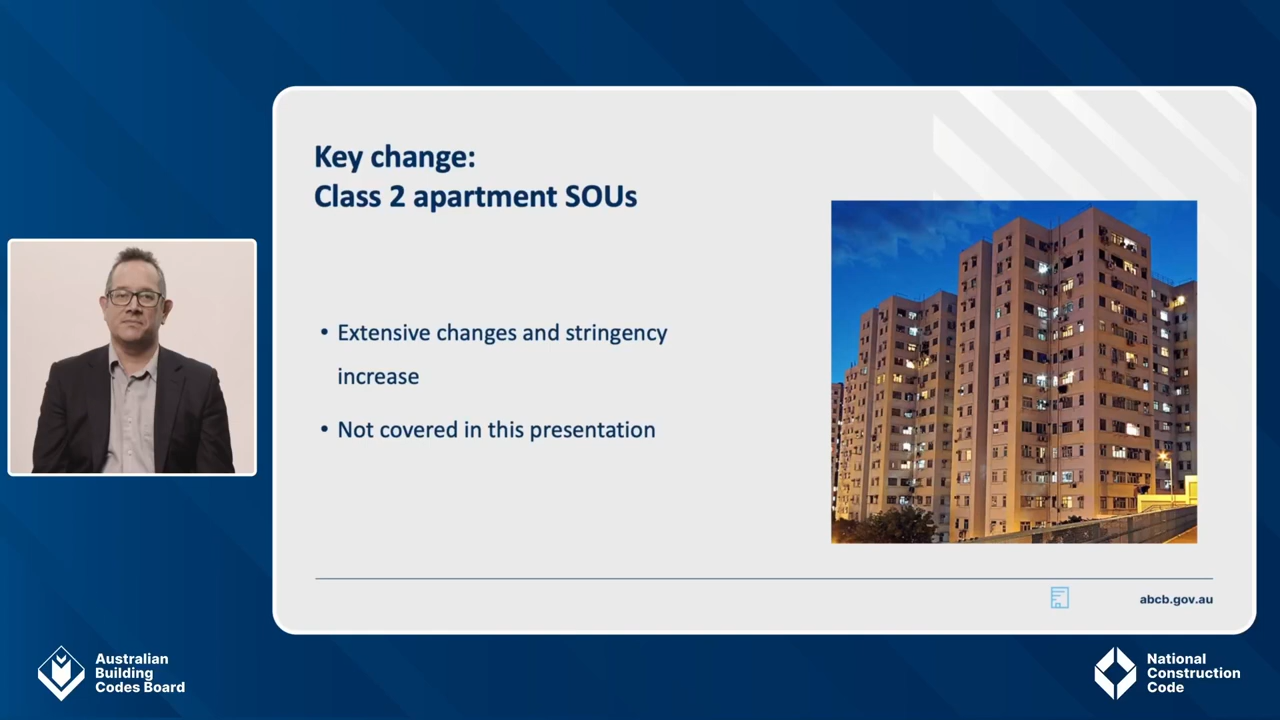 Key change:
Class 2 apartment SOUs
• Extensive changes and stringency
increase
• Not covered in this presentation
abcb.gov.au
Australian
Building
Codes Board
National
Construction
Code